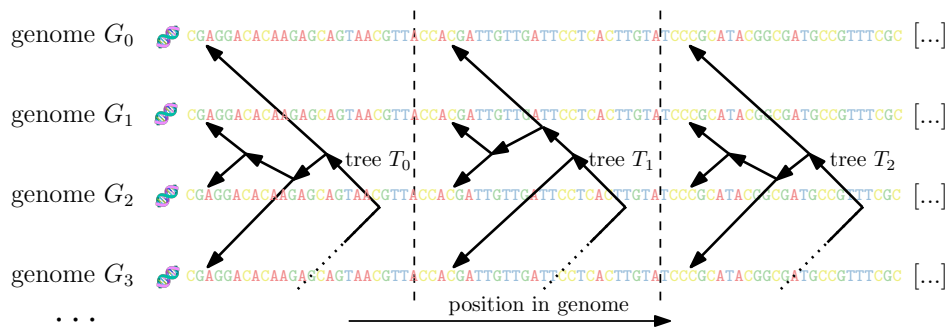 genome G0 CGAGGACACAAGAGCAGTAACGTTACCACGATTGTTGATTCCTCACTTGTATCCCGCATACGGCGATGCCGTTTCGC [...]
genome G1 CGAGGACACAAGAGCAGTAACGTTACCACGATTGTTGATTCCTCACTTGTATCCCGCATACGGCGATGCCGTTTCGC [...]
tree T0 tree T1 tree T2
genome G2 CGAGGACACAAGAGCAGTAACGTTACCACGATTGTTGATTCCTCACTTGTATCCCGCATACGGCGATGCCGTTTCGC [...]
genome G3 CGAGGACACAAGAGCAGTAACGTTACCACGATTGTTGATTCCTCACTTGTATCCCGCATACGGCGATGCCGTTTCGC [...]
position in genome
...